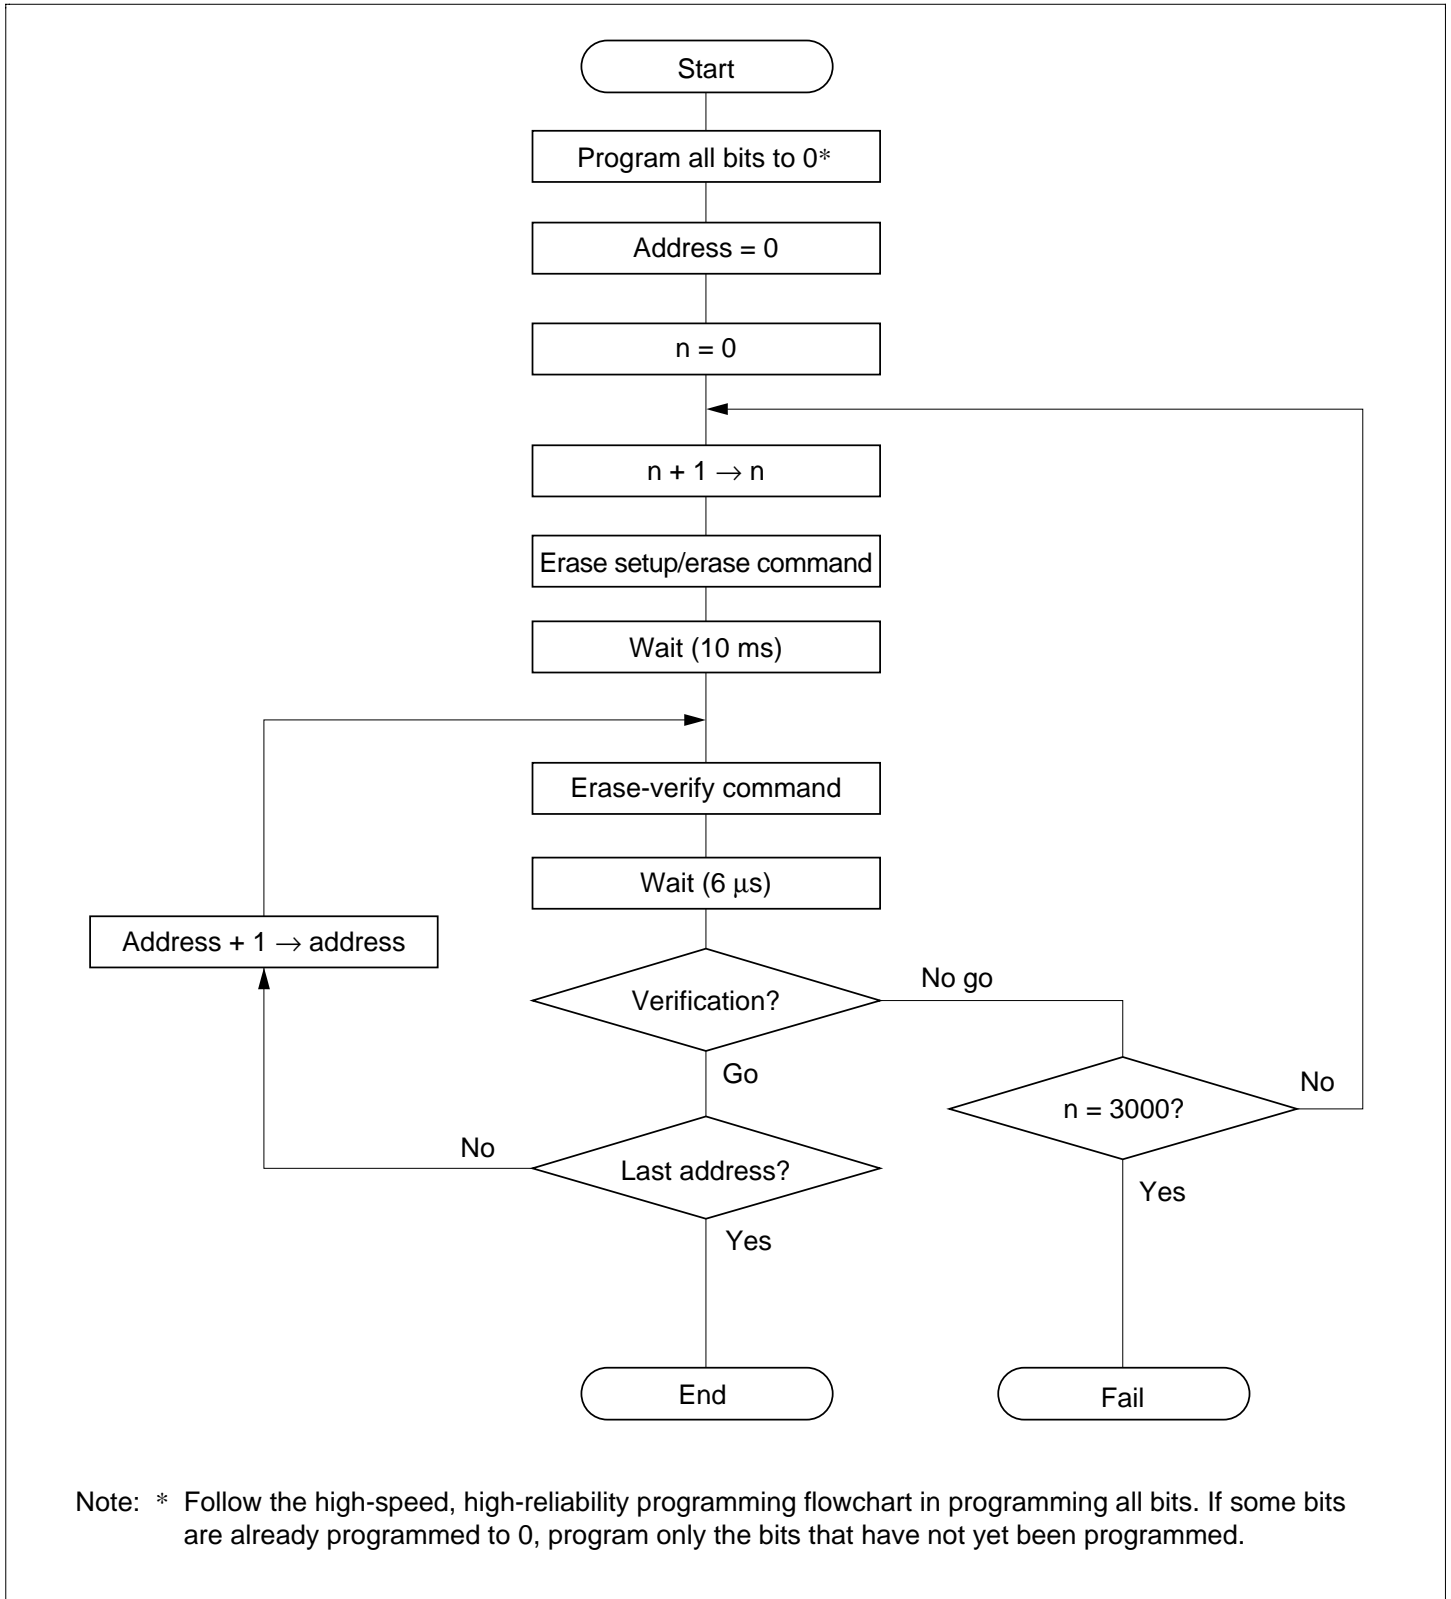 Start
Program all bits to 0*
Address = 0
n = 0
n + 1 → n
Erase setup/erase command
Wait (10 ms)
Erase-verify command
Wait (6 μs)
Address + 1 → address
Verification?
No go
Go
n = 3000?
No
Last address?
No
Yes
Yes
End
Fail
Note: * Follow the high-speed, high-reliability programming flowchart in programming all bits. If some bits
are already programmed to 0, program only the bits that have not yet been programmed.